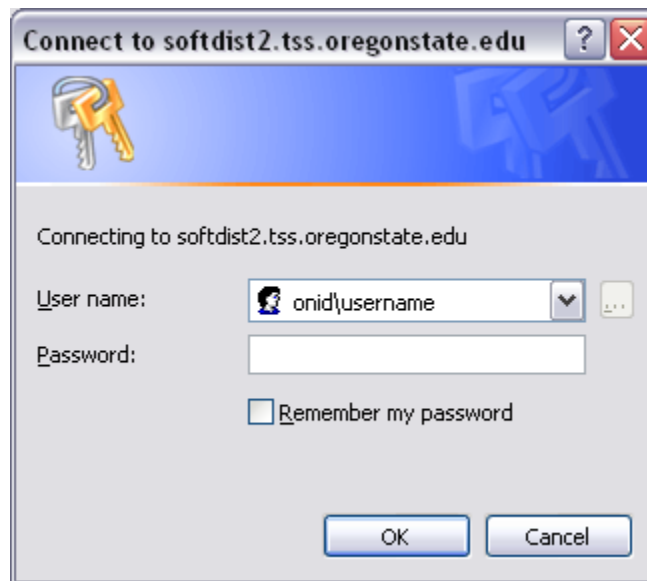 Connect to softdist2.tss.oregonstate.edu ?
Connecting to softdist2.tss.oregonstate.edu
User name: onid\username ...
Password:
Remember my password
OK Cancel